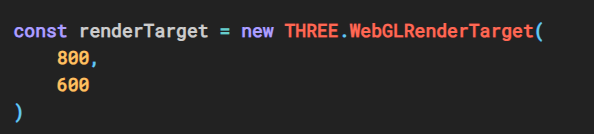 const renderTarget = new THREE.WebGLRenderTarget(
    800,
    600
)